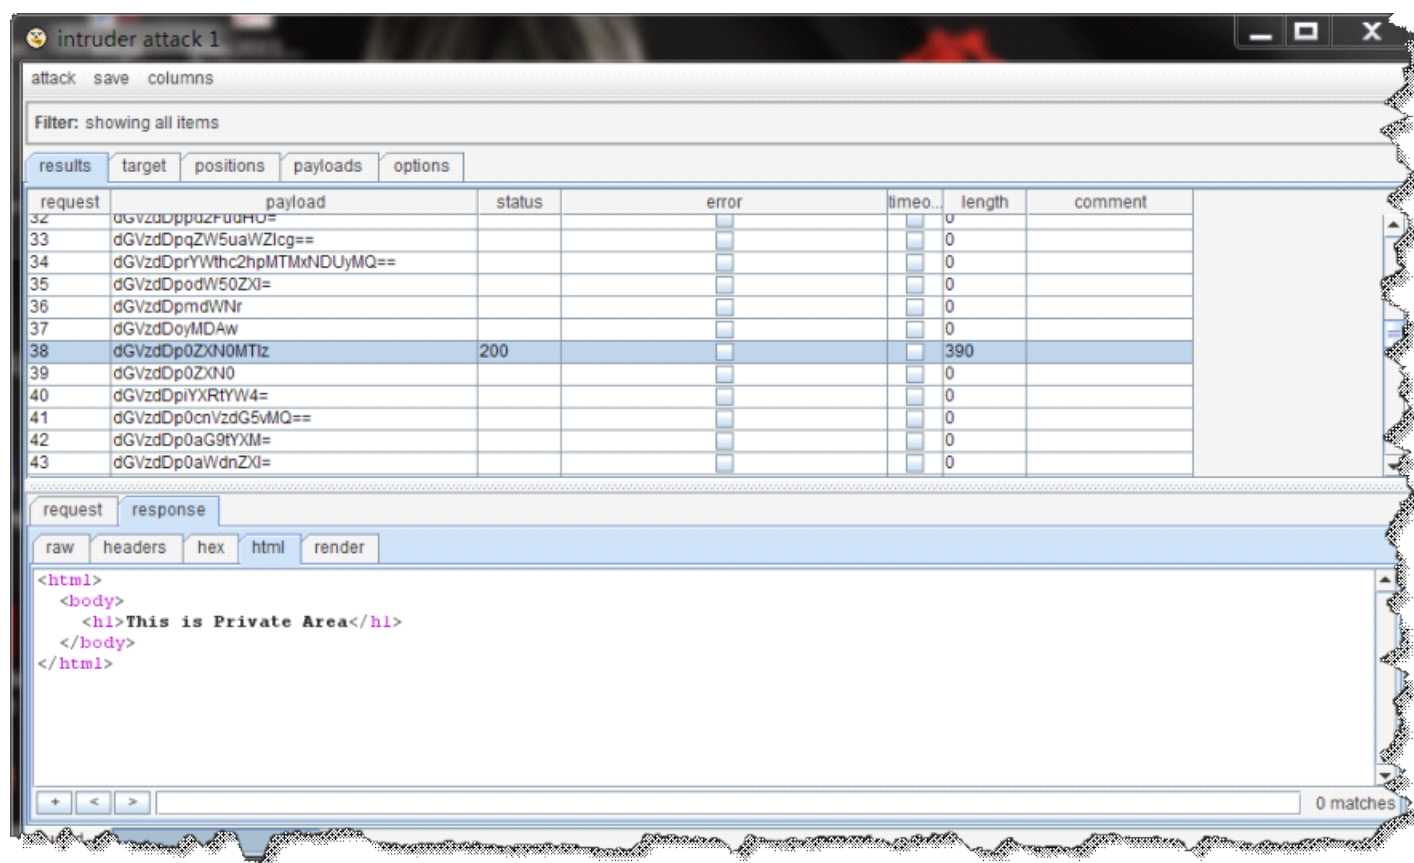 intruder attack 1
attack save columns
Filter: showing all items
results target positions payloads options
request payload status error timeo... length comment
32 0
33 dGVzdDpqZW5uaWZlcg== 0
34 dGVzdDprYWthc2hpMTMxNDUyMQ== 0
35 dGVzdDpodW50ZXI= 0
36 dGVzdDpmdWNr 0
37 dGVzdDoyMDAw 0
38 dGVzdDp0ZXN0MTIz 200 390
39 dGVzdDp0ZXN0 0
40 dGVzdDpiYXRtYW4= 0
41 dGVzdDp0cnVzdG5vMQ== 0
42 dGVzdDp0aG9tYXM= 0
43 dGVzdDp0aWdnZXI= 0
request response
raw headers hex html render
<html>
<body>
<h1>This is Private Area</h1>
</body>
</html>
+ < > 0 matches